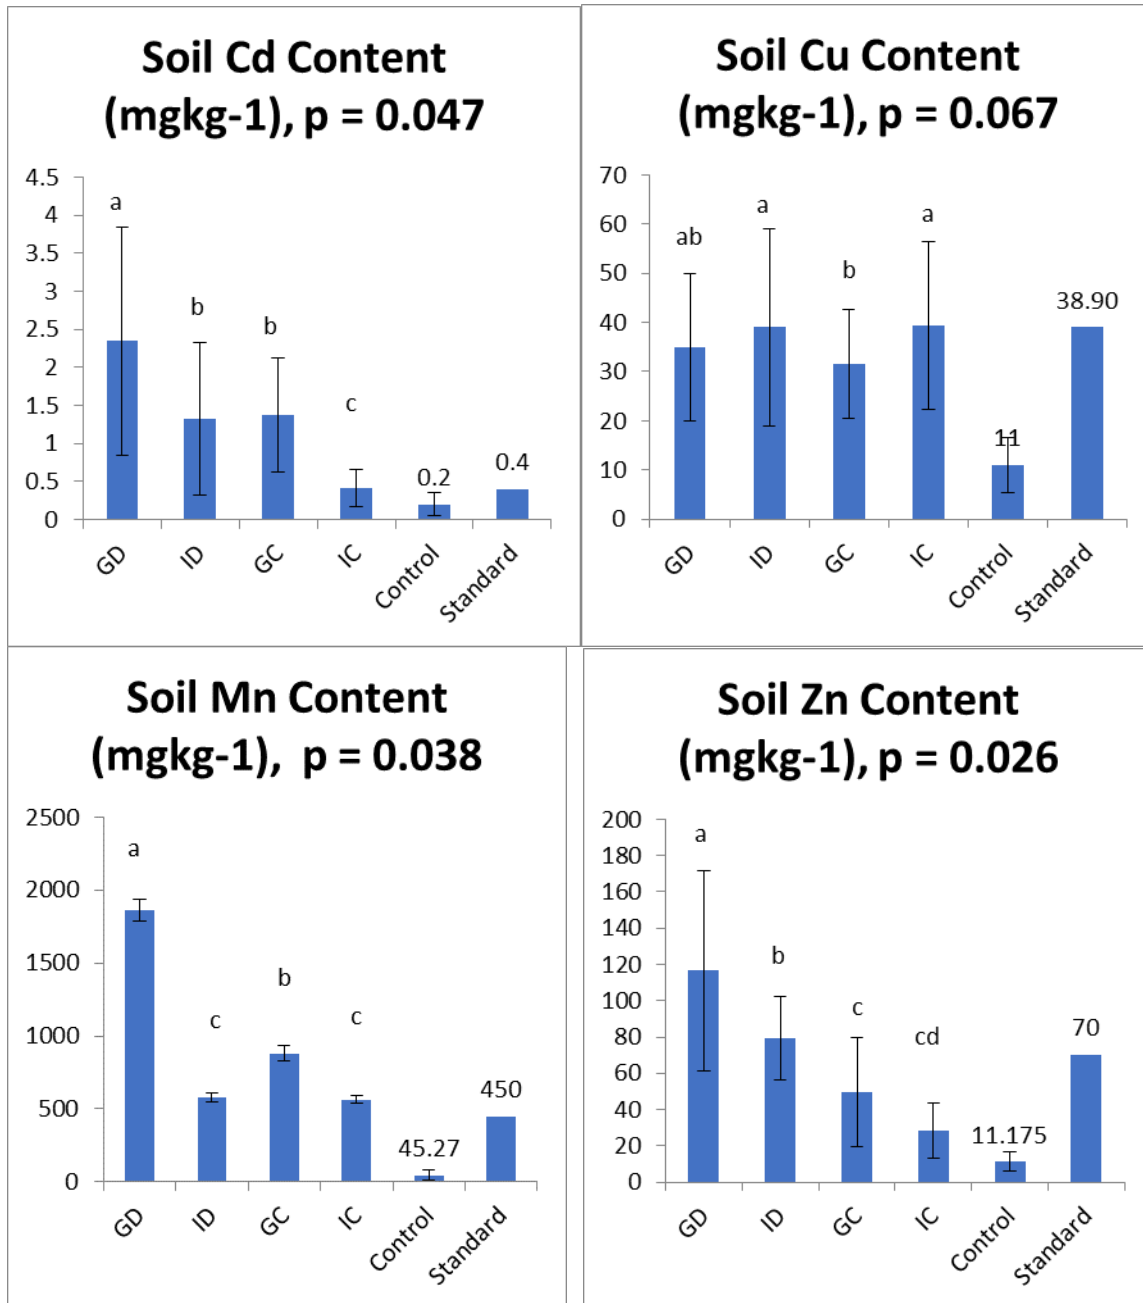 Soil Cd Content
(mgkg-1), p = 0.047
4.5
4
3.5
3
2.5
2
1.5
1
0.5
0
a
b
b
c
0.2
0.4
GD
ID
GC
IC
Control
Standard
Soil Cu Content
(mgkg-1), p = 0.067
70
60
50
40
30
20
10
0
ab
a
b
a
11
38.90
GD
ID
GC
IC
Control
Standard
Soil Mn Content
(mgkg-1), p = 0.038
2500
2000
1500
1000
500
0
a
c
b
c
45.27
450
GD
ID
GC
IC
Control
Standard
Soil Zn Content
(mgkg-1), p = 0.026
200
180
160
140
120
100
80
60
40
20
0
a
b
c
cd
11.175
70
GD
ID
GC
IC
Control
Standard